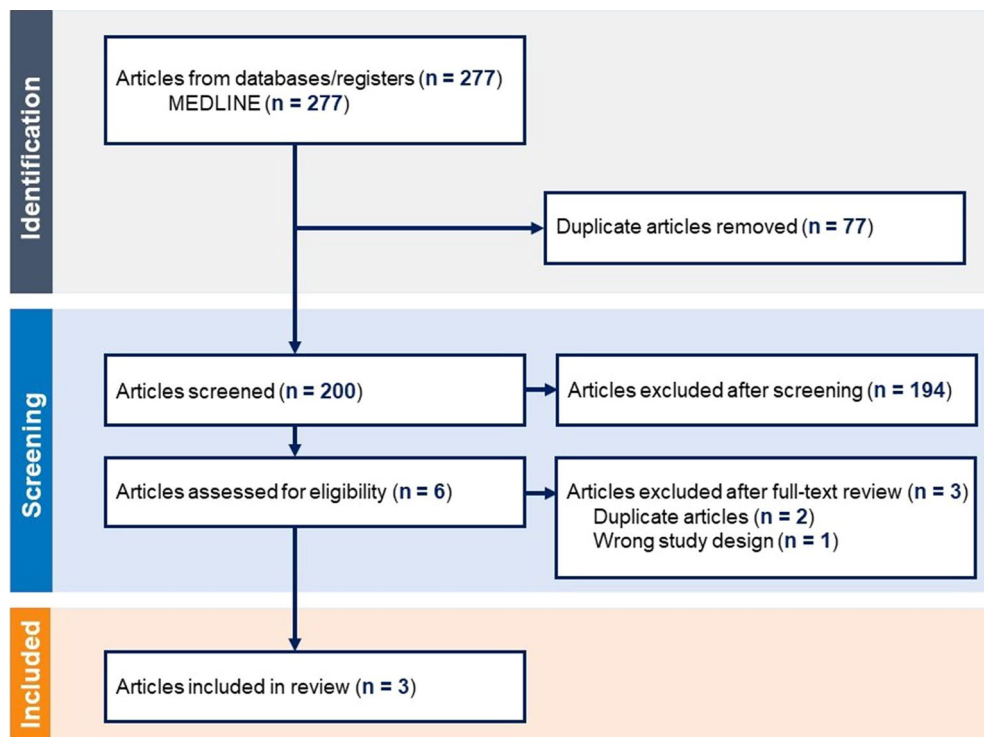 Identification
Articles from databases/registers (n = 277)
MEDLINE (n = 277)
Duplicate articles removed (n = 77)
Screening
Articles screened (n = 200)
Articles excluded after screening (n = 194)
Articles assessed for eligibility (n = 6)
Articles excluded after full-text review (n = 3)
Duplicate articles (n = 2)
Wrong study design (n = 1)
Included
Articles included in review (n = 3)